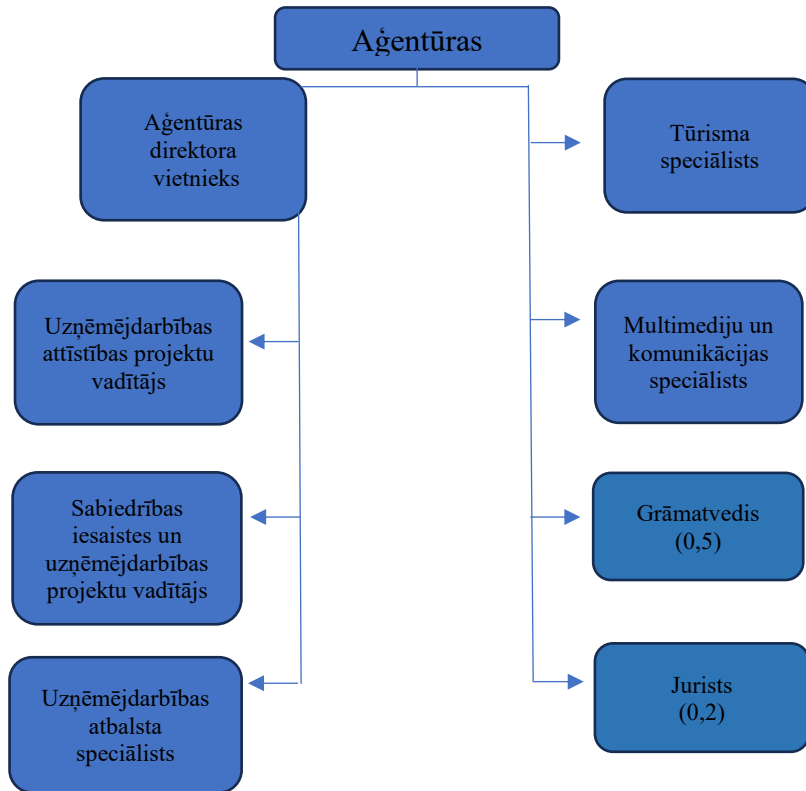 Aģentūras
Aģentūras
direktora
vietnieks
Uzņēmējdarbības
attīstības projektu
vadītājs
Sabiedrības
iesaistes un
uzņēmējdarbības
projektu vadītājs
Uzņēmējdarbības
atbalsta
speciālists
Tūrisma
speciālists
Multimediju un
komunikācijas
speciālists
Grāmatvedis
(0,5)
Jurists
(0,2)